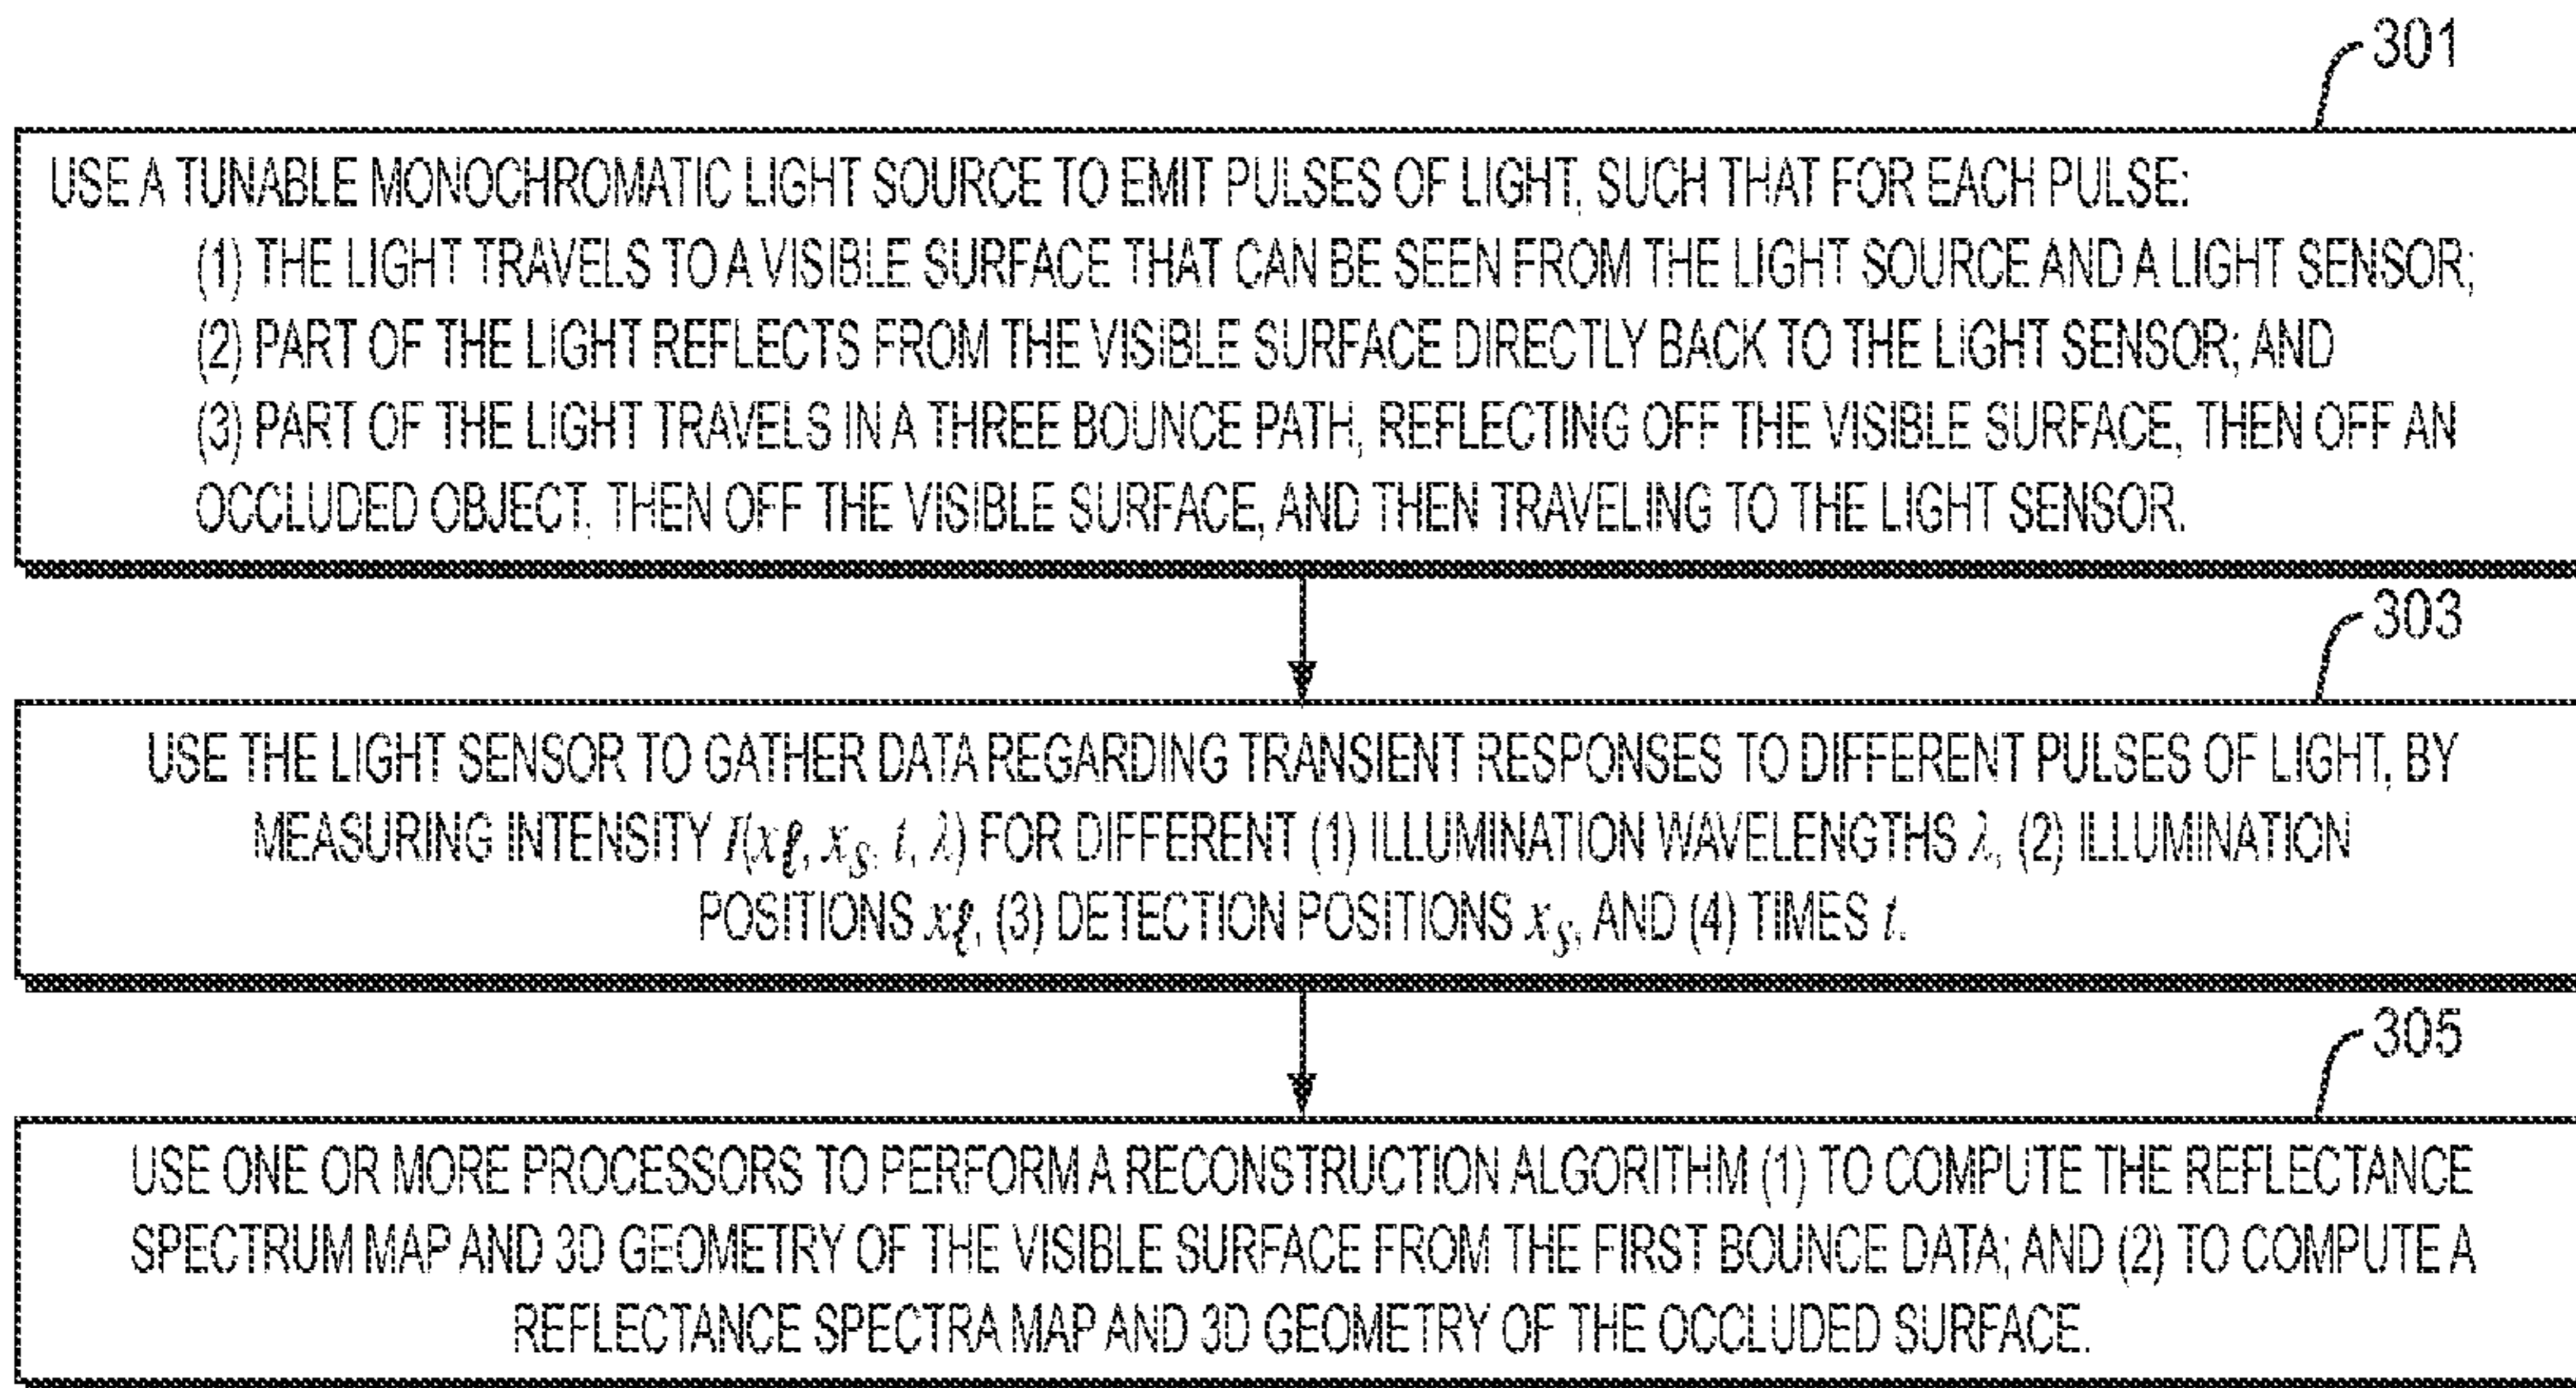 301
USE A TUNABLE MONOCHROMATIC LIGHT SOURCE TO EMIT PULSES OF LIGHT, SUCH THAT FOR EACH PULSE:
(1) THE LIGHT TRAVELS TO A VISIBLE SURFACE THAT CAN BE SEEN FROM THE LIGHT SOURCE AND A LIGHT SENSOR;
(2) PART OF THE LIGHT REFLECTS FROM THE VISIBLE SURFACE DIRECTLY BACK TO THE LIGHT SENSOR; AND
(3) PART OF THE LIGHT TRAVELS IN A THREE BOUNCE PATH, REFLECTING OFF THE VISIBLE SURFACE, THEN OFF AN
OCCLUDED OBJECT, THEN OFF THE VISIBLE SURFACE, AND THEN TRAVELING TO THE LIGHT SENSOR.
303
USE THE LIGHT SENSOR TO GATHER DATA REGARDING TRANSIENT RESPONSES TO DIFFERENT PULSES OF LIGHT, BY
MEASURING INTENSITY I(xℓ, xs, t, λ) FOR DIFFERENT (1) ILLUMINATION WAVELENGTHS λ, (2) ILLUMINATION
POSITIONS xℓ, (3) DETECTION POSITIONS xs, AND (4) TIMES t.
305
USE ONE OR MORE PROCESSORS TO PERFORM A RECONSTRUCTION ALGORITHM (1) TO COMPUTE THE REFLECTANCE
SPECTRUM MAP AND 3D GEOMETRY OF THE VISIBLE SURFACE FROM THE FIRST BOUNCE DATA; AND (2) TO COMPUTE A
REFLECTANCE SPECTRA MAP AND 3D GEOMETRY OF THE OCCLUDED SURFACE.